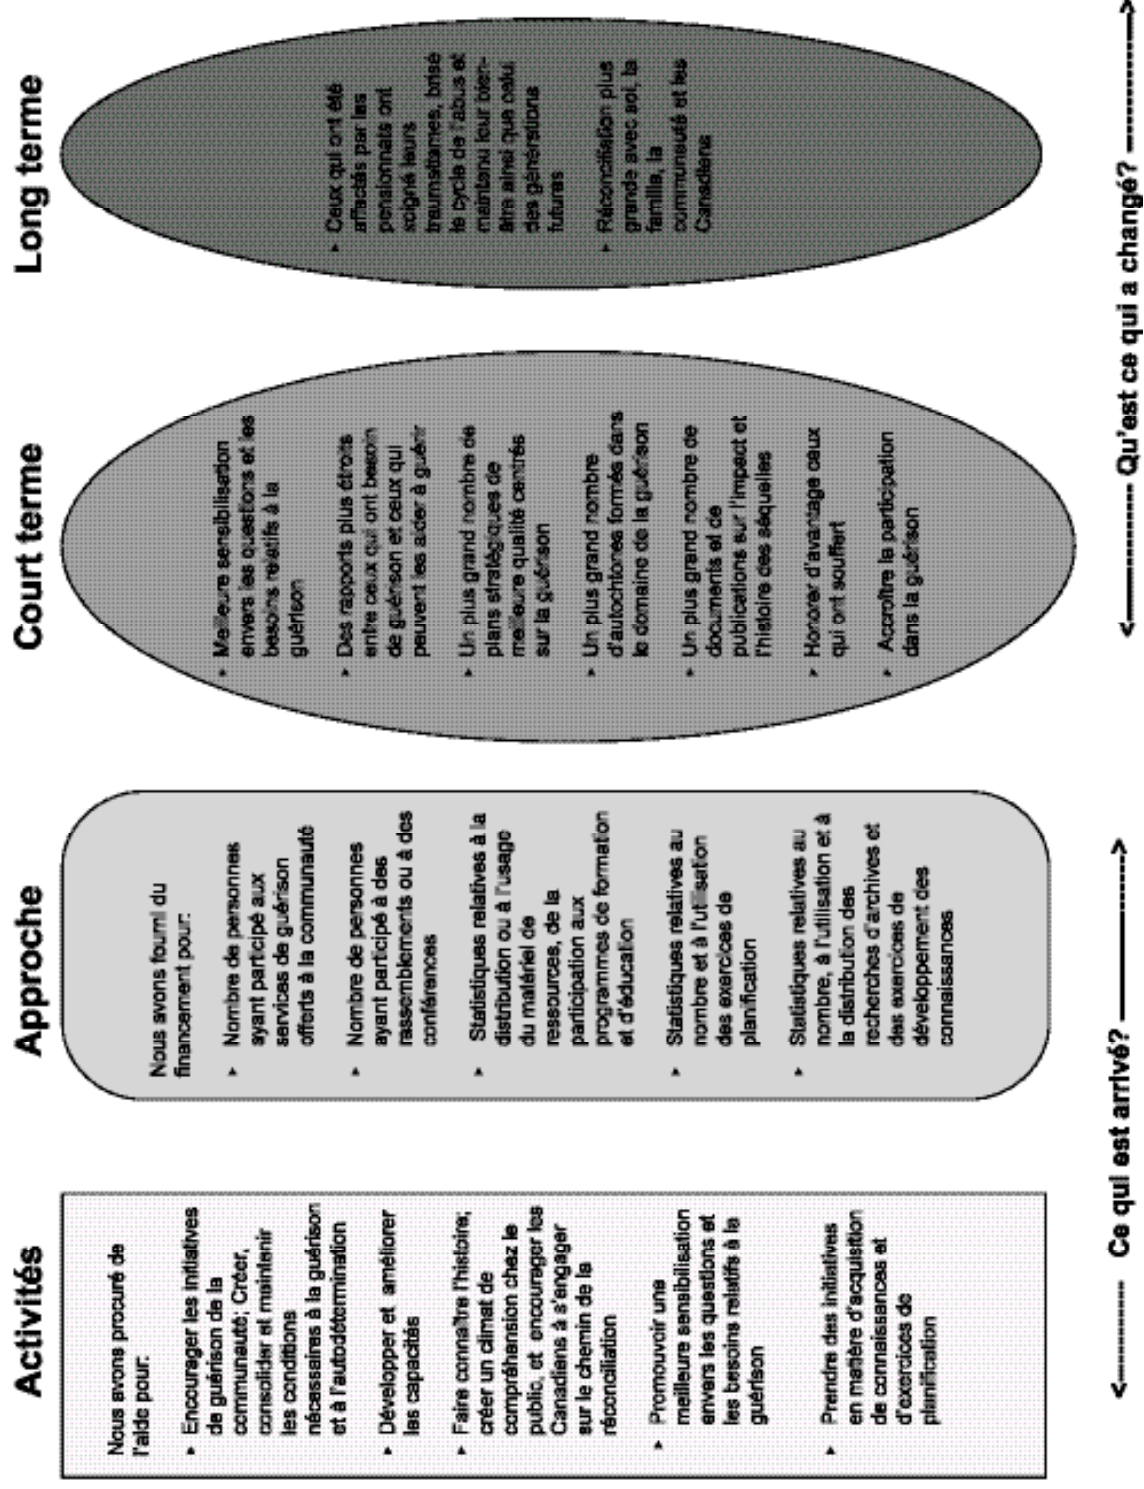 Activités
Nous avons procuré de
l'aide pour:
Encourager les initiatives
de guérison de la
communauté; Créer,
consolider et maintenir
les conditions
nécessaires à la guérison
et à l'autodétermination
Développer et améliorer
les capacités
Faire connaître l'histoire;
créer un climat de
compréhension chez le
public, et encourager les
Canadiens à s'engager
sur le chemin de la
réconciliation
Promouvoir une
meilleure sensibilisation
envers les questions et
les besoins relatifs à la
guérison
Prendre des initiatives
en matière d'acquisition
de connaissances et
d'exercices de
planification
Approche
Nous avons fourni du
financement pour:
Nombre de personnes
ayant participé aux
services de guérison
offerts à la communauté
Nombre de personnes
ayant participé à des
rassemblements ou à des
conférences
Statistiques relatives à la
distribution ou à l'usage
du matériel de
ressources, de la
participation aux
programmes de formation
et d'éducation
Statistiques relatives au
nombre et à l'utilisation
des exercices de
planification
Statistiques relatives au
nombre, à l'utilisation et à
la distribution des
recherches d'archives et
des exercices de
développement des
connaissances
Court terme
Meilleure sensibilisation
envers les questions et les
besoins relatifs à la
guérison
Des rapports plus étroits
entre ceux qui ont besoin
de guérison et ceux qui
peuvent les aider à guérir
Un plus grand nombre de
plans stratégiques de
meilleure qualité centrés
sur la guérison
Un plus grand nombre
d'autochtones formés dans
le domaine de la guérison
Un plus grand nombre de
documents et de
publications sur l'impact et
l'histoire des séquelles
Honorer d'avantage ceux
qui ont souffert
Accroître la participation
dans la guérison
Long terme
Ceux qui ont été
affectés par les
pensionnats ont
soigné leurs
traumatismes, brisé
le cycle de l'abus et
maintenu leur bien-
être ainsi que celui
des générations
futures
Réconciliation plus
grande avec soi, la
famille, la
communauté et les
Canadiens
<----------- Ce qui est arrivé? ----------->
<----------- Qu'est ce qui a changé? ----------->